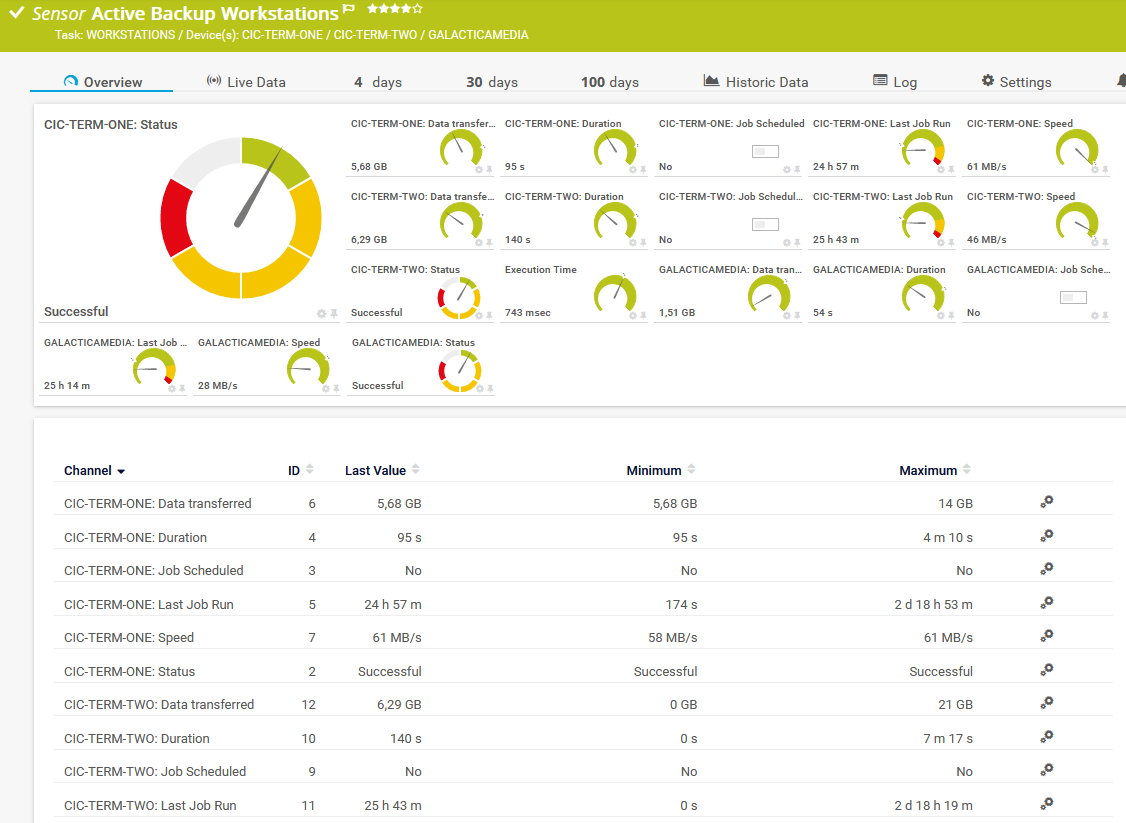 Sensor Active Backup Workstations
Task: WORKSTATIONS / Device(s): CIC-TERM-ONE / CIC-TERM-TWO / GALACTICAMEDIA
Overview Live Data 4 days 30 days 100 days Historic Data Log Settings
CIC-TERM-ONE: Status
Successful
CIC-TERM-ONE: Data transfer...
5,68 GB
CIC-TERM-ONE: Duration
95 s
CIC-TERM-ONE: Job Scheduled
No
CIC-TERM-ONE: Last Job Run
24 h 57 m
CIC-TERM-ONE: Speed
61 MB/s
CIC-TERM-TWO: Data transfe...
6,29 GB
CIC-TERM-TWO: Duration
140 s
CIC-TERM-TWO: Job Schedul...
No
CIC-TERM-TWO: Last Job Run
25 h 43 m
CIC-TERM-TWO: Speed
46 MB/s
CIC-TERM-TWO: Status
Successful
Execution Time
743 msec
GALACTICAMEDIA: Data tran...
1,51 GB
GALACTICAMEDIA: Duration
54 s
GALACTICAMEDIA: Job Sche...
No
GALACTICAMEDIA: Last Job ...
25 h 14 m
GALACTICAMEDIA: Speed
28 MB/s
GALACTICAMEDIA: Status
Successful
Channel ID Last Value Minimum Maximum
CIC-TERM-ONE: Data transferred 6 5,68 GB 5,68 GB 14 GB
CIC-TERM-ONE: Duration 4 95 s 95 s 4 m 10 s
CIC-TERM-ONE: Job Scheduled 3 No No No
CIC-TERM-ONE: Last Job Run 5 24 h 57 m 174 s 2 d 18 h 53 m
CIC-TERM-ONE: Speed 7 61 MB/s 58 MB/s 61 MB/s
CIC-TERM-ONE: Status 2 Successful Successful Successful
CIC-TERM-TWO: Data transferred 12 6,29 GB 0 GB 21 GB
CIC-TERM-TWO: Duration 10 140 s 0 s 7 m 17 s
CIC-TERM-TWO: Job Scheduled 9 No No No
CIC-TERM-TWO: Last Job Run 11 25 h 43 m 0 s 2 d 18 h 19 m